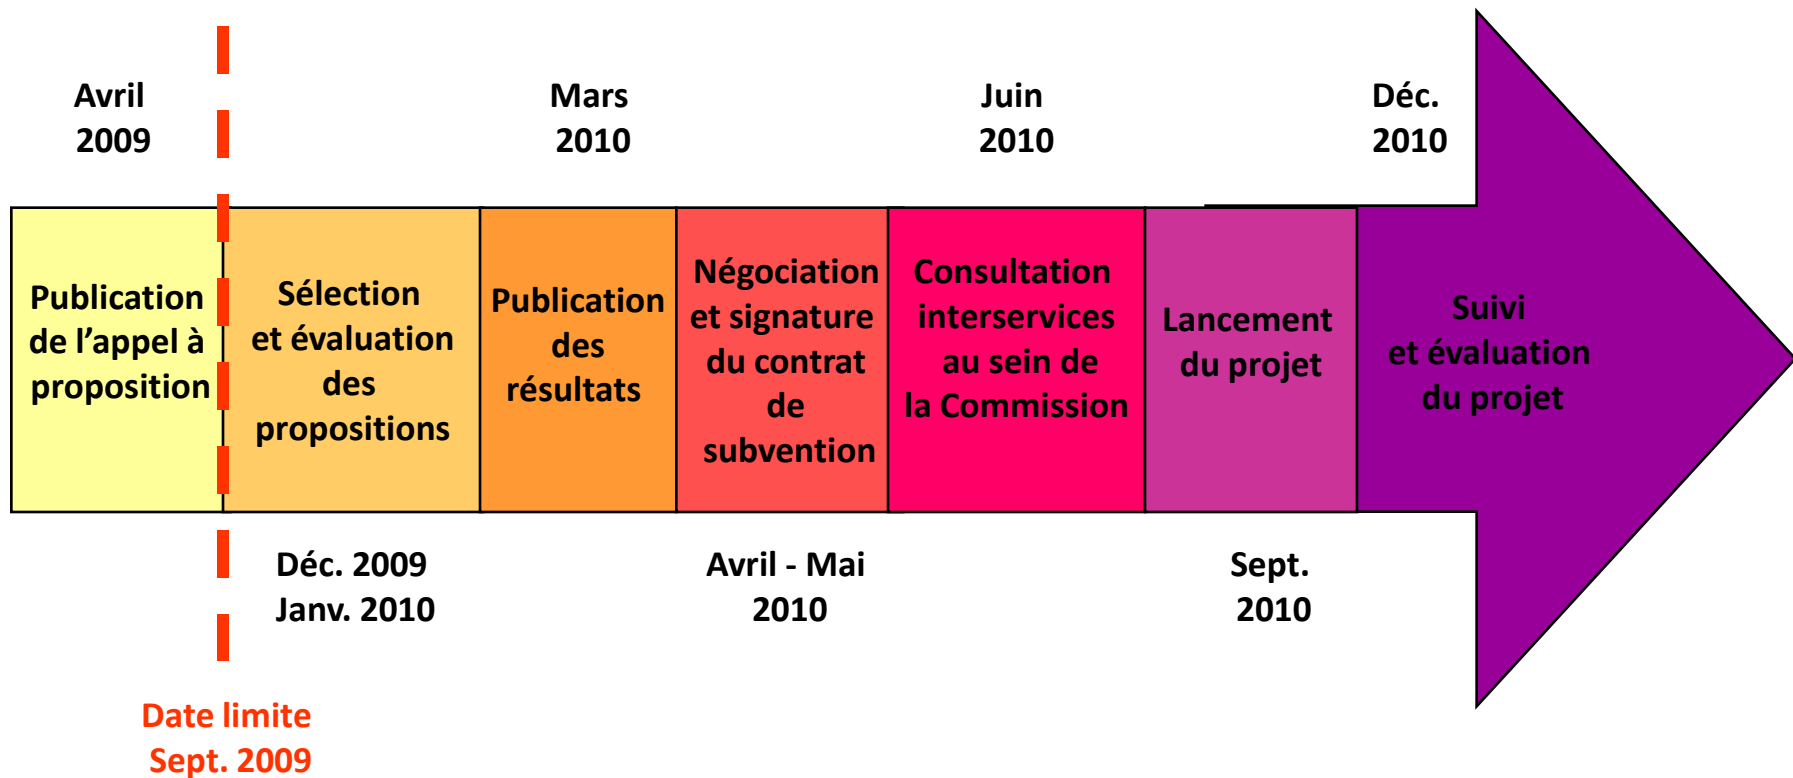 Avril
2009
Mars
2010
Juin
2010
Déc.
2010
Publication
de l’appel à
proposition
Sélection
et évaluation
des
propositions
Publication
des
résultats
Négociation
et signature
du contrat
de
subvention
Consultation
interservices
au sein de
la Commission
Lancement
du projet
Suivi
et évaluation
du projet
Déc. 2009
Janv. 2010
Avril - Mai
2010
Sept.
2010
Date limite
Sept. 2009